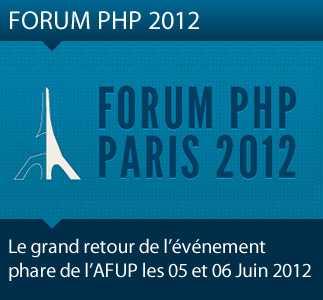 FORUM PHP 2012
FORUM PHP
PARIS 2012
Le grand retour de l’événement
phare de l’AFUP les 05 et 06 Juin 2012